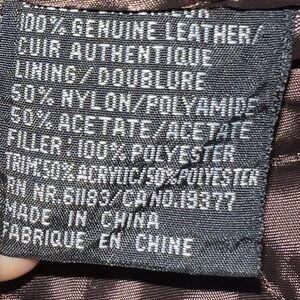 100% GENUINE LEATHER/
CUIR AUTHENTIQUE
LINING/DOUBLURE
50% NYLON/POLYAMIDE
50% ACETATE/ACETATE
FILLER: 100% POLYESTER
TRIM: 50% ACRYLIC/50% POLYESTER
RN NR. 61193/CA NO. 19377
MADE IN CHINA
FABRIQUE EN CHINE